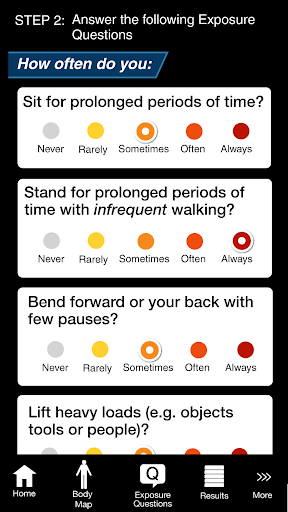 STEP 2: Answer the following Exposure
Questions
How often do you:
Sit for prolonged periods of time?
Never Rarely Sometimes Often Always
Stand for prolonged periods of
time with infrequent walking?
Never Rarely Sometimes Often Always
Bend forward or your back with
few pauses?
Never Rarely Sometimes Often Always
Lift heavy loads (e.g. objects
tools or people)?
Q
Home Body Map Exposure Questions Results More